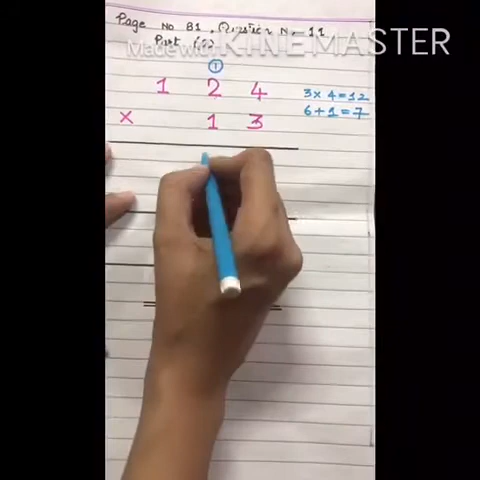 Page No 81, Question N.- 11
Made with KINEMASTER
Part
1
1 2 4
3 x 4 = 12
6 + 1 = 7
x 1 3